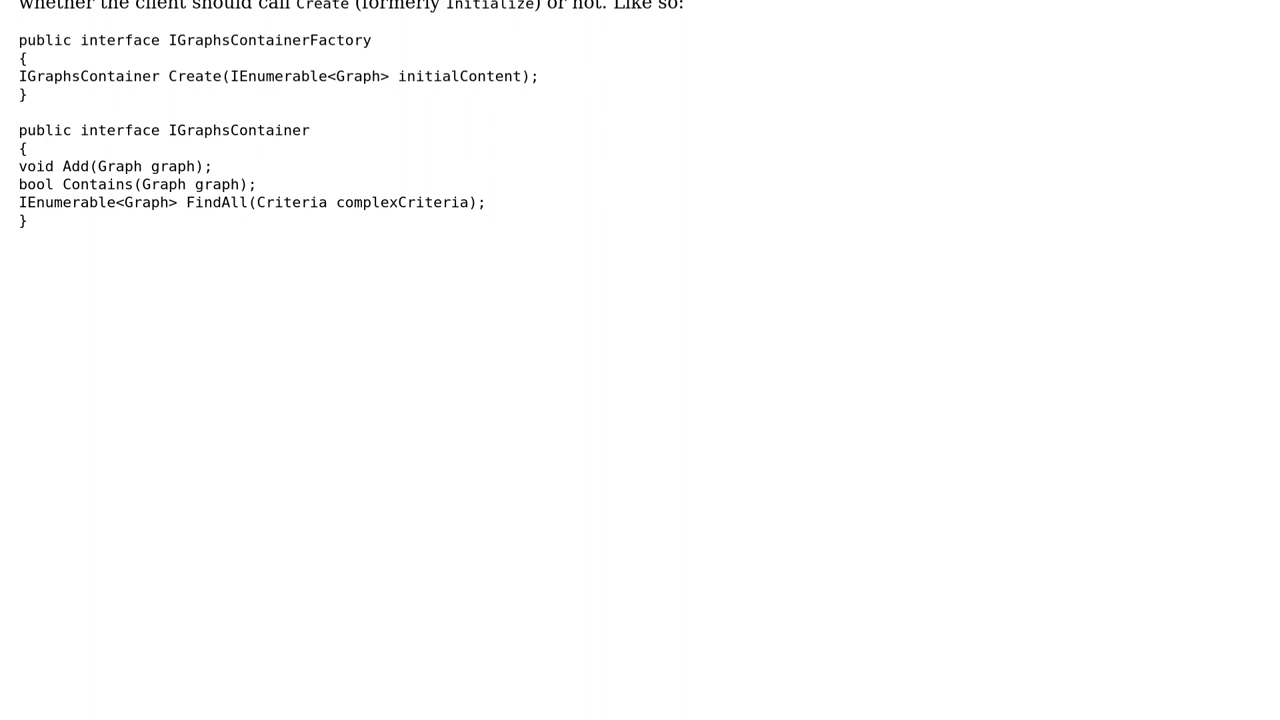 whether the client should call Create (formerly Initialize) or not. Like so:
public interface IGraphsContainerFactory
{
IGraphsContainer Create(IEnumerable<Graph> initialContent);
}
public interface IGraphsContainer
{
void Add(Graph graph);
bool Contains(Graph graph);
IEnumerable<Graph> FindAll(Criteria complexCriteria);
}